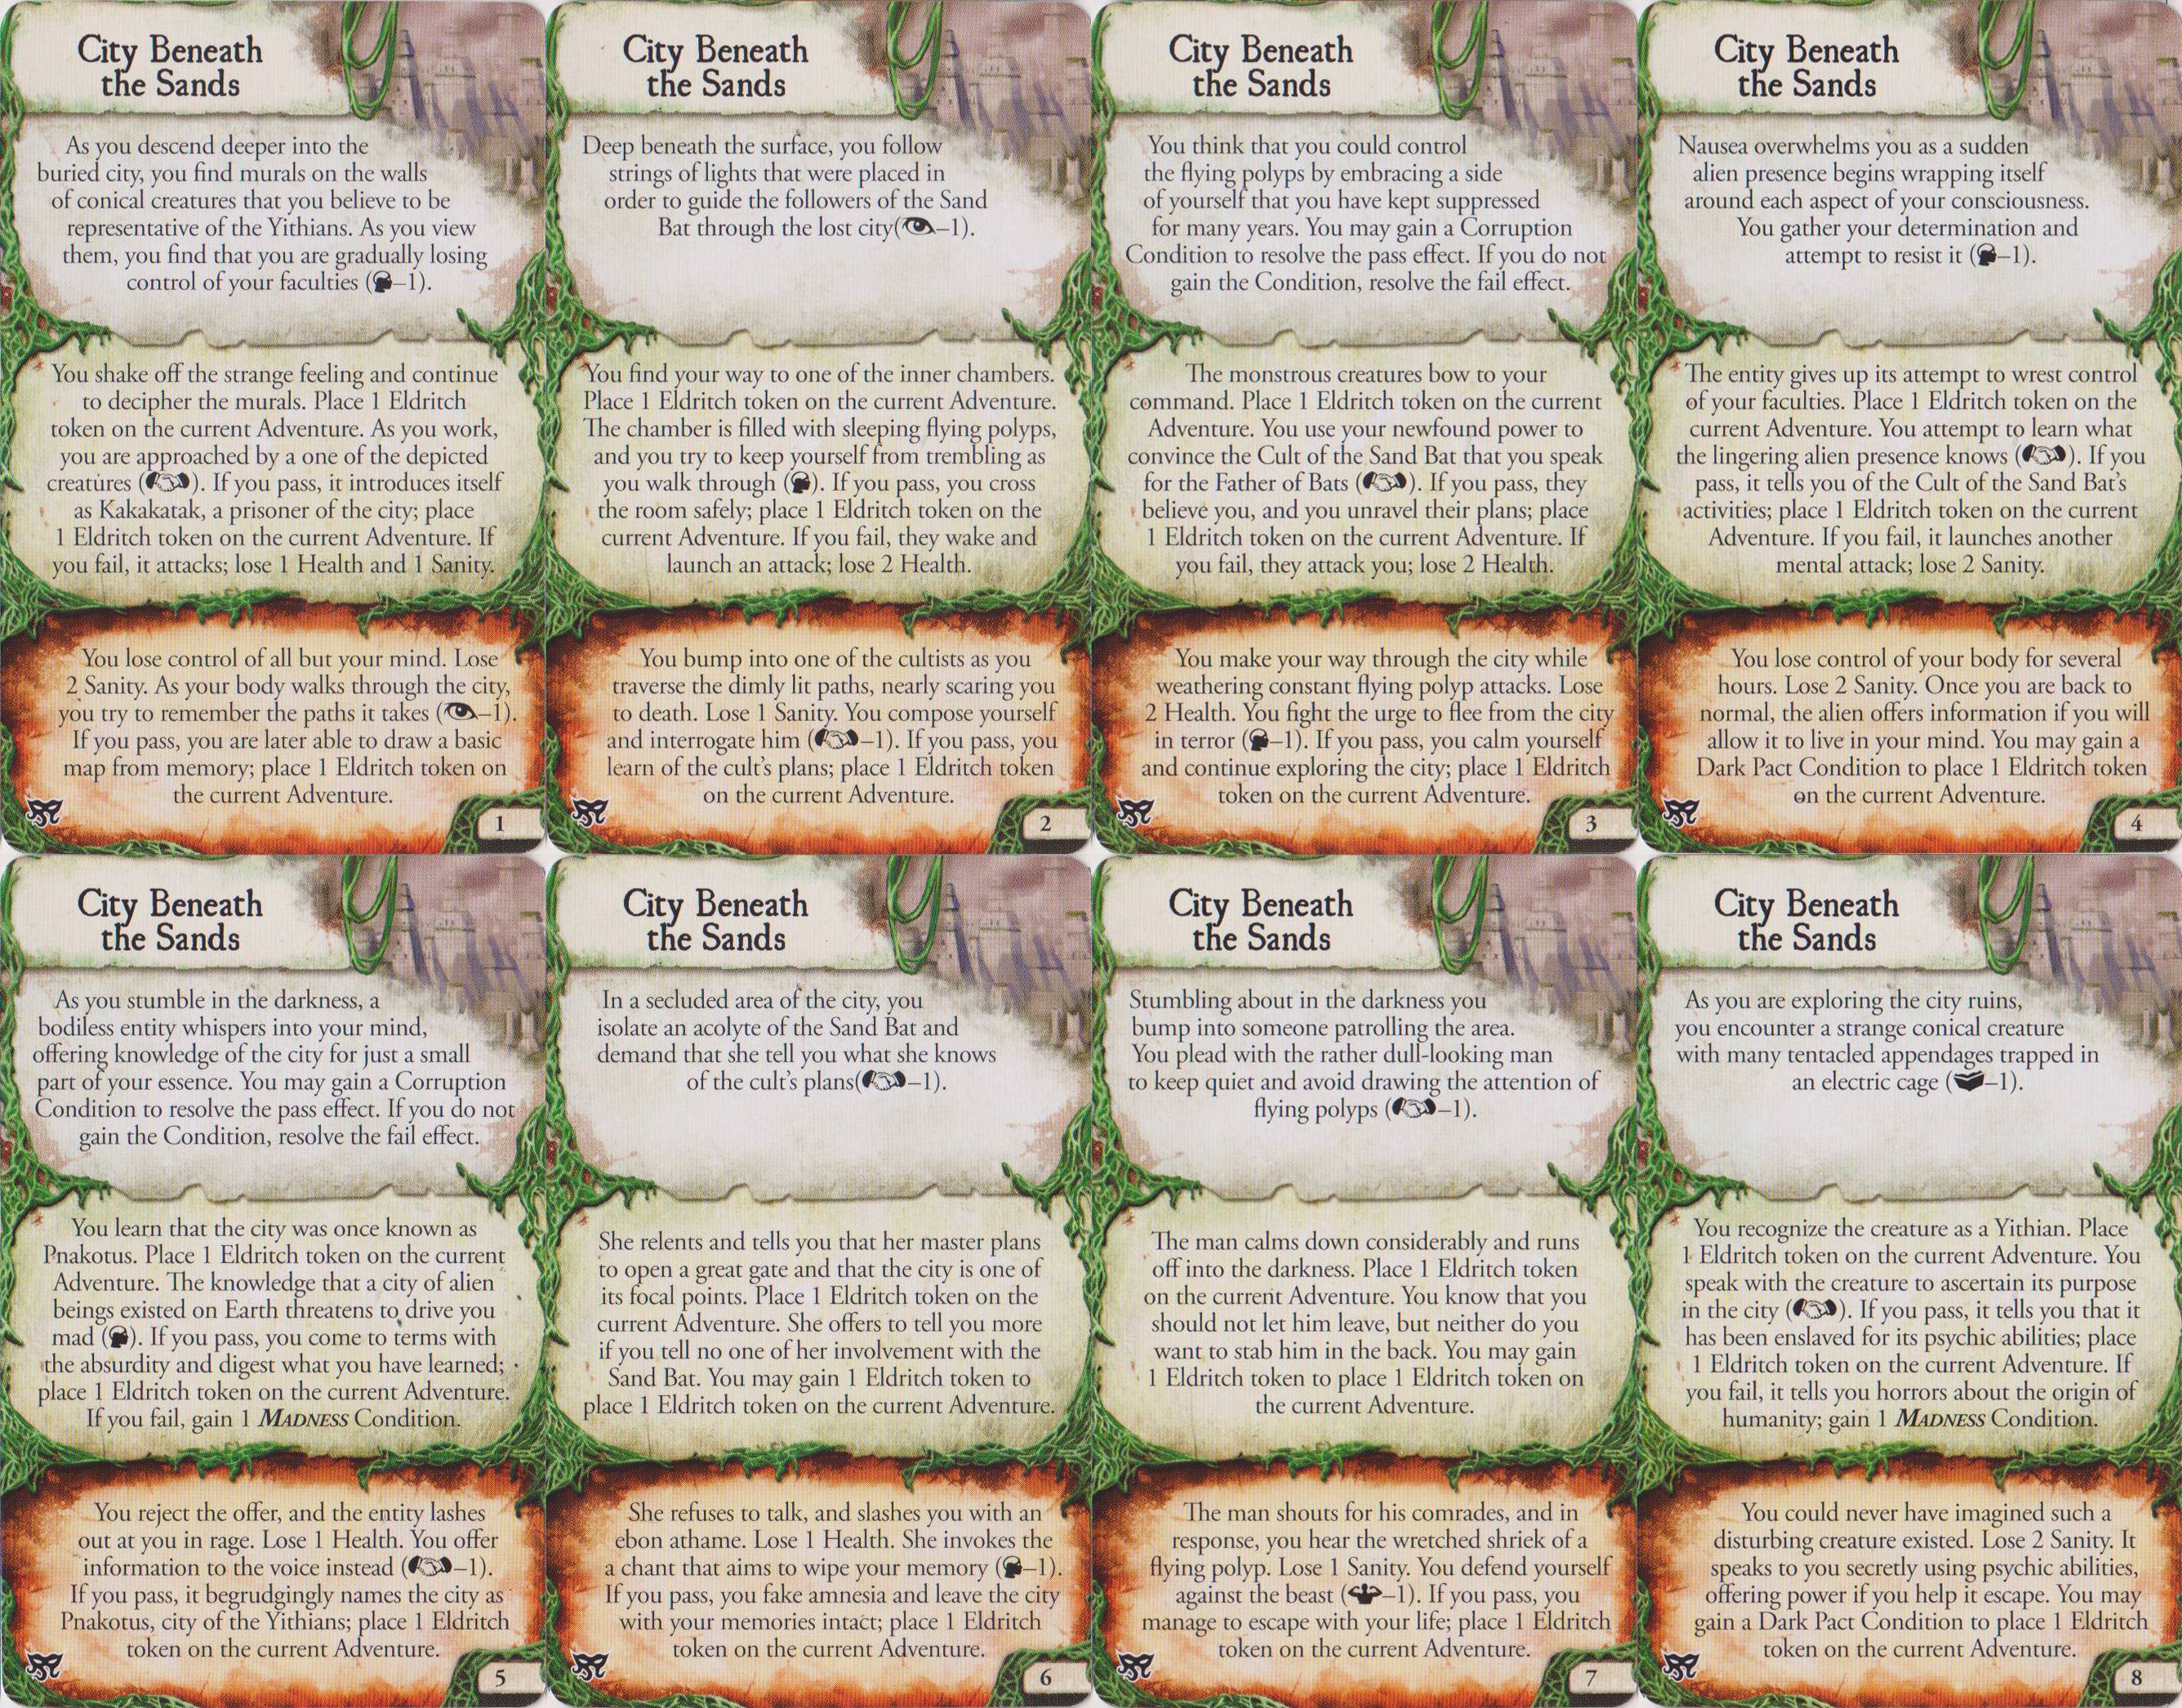 City Beneath
the Sands
As you descend deeper into the
buried city, you find murals on the walls
of conical creatures that you believe to be
representative of the Yithians. As you view
them, you find that you are gradually losing
control of your faculties (–1).
You shake off the strange feeling and continue
to decipher the murals. Place 1 Eldritch
token on the current Adventure. As you work,
you are approached by a one of the depicted
creatures (). If you pass, it introduces itself
as Kakakatak, a prisoner of the city; place
1 Eldritch token on the current Adventure. If
you fail, it attacks; lose 1 Health and 1 Sanity.
You lose control of all but your mind. Lose
2 Sanity. As your body walks through the city,
you try to remember the paths it takes (–1).
If you pass, you are later able to draw a basic
map from memory; place 1 Eldritch token on
the current Adventure.
1
City Beneath
the Sands
Deep beneath the surface, you follow
strings of lights that were placed in
order to guide the followers of the Sand
Bat through the lost city(–1).
You find your way to one of the inner chambers.
Place 1 Eldritch token on the current Adventure.
The chamber is filled with sleeping flying polyps,
and you try to keep yourself from trembling as
you walk through (). If you pass, you cross
the room safely; place 1 Eldritch token on the
current Adventure. If you fail, they wake and
launch an attack; lose 2 Health.
You bump into one of the cultists as you
traverse the dimly lit paths, nearly scaring you
to death. Lose 1 Sanity. You compose yourself
and interrogate him (–1). If you pass, you
learn of the cult's plans; place 1 Eldritch token
on the current Adventure.
2
City Beneath
the Sands
You think that you could control
the flying polyps by embracing a side
of yourself that you have kept suppressed
for many years. You may gain a Corruption
Condition to resolve the pass effect. If you do not
gain the Condition, resolve the fail effect.
The monstrous creatures bow to your
command. Place 1 Eldritch token on the current
Adventure. You use your newfound power to
convince the Cult of the Sand Bat that you speak
for the Father of Bats (). If you pass, they
believe you, and you unravel their plans; place
1 Eldritch token on the current Adventure. If
you fail, they attack you; lose 2 Health.
You make your way through the city while
weathering constant flying polyp attacks. Lose
2 Health. You fight the urge to flee from the city
in terror (–1). If you pass, you calm yourself
and continue exploring the city; place 1 Eldritch
token on the current Adventure.
3
City Beneath
the Sands
Nausea overwhelms you as a sudden
alien presence begins wrapping itself
around each aspect of your consciousness.
You gather your determination and
attempt to resist it (–1).
The entity gives up its attempt to wrest control
of your faculties. Place 1 Eldritch token on the
current Adventure. You attempt to learn what
the lingering alien presence knows (). If you
pass, it tells you of the Cult of the Sand Bat's
activities; place 1 Eldritch token on the current
Adventure. If you fail, it launches another
mental attack; lose 2 Sanity.
You lose control of your body for several
hours. Lose 2 Sanity. Once you are back to
normal, the alien offers information if you will
allow it to live in your mind. You may gain a
Dark Pact Condition to place 1 Eldritch token
on the current Adventure.
4
City Beneath
the Sands
As you stumble in the darkness, a
bodiless entity whispers into your mind,
offering knowledge of the city for just a small
part of your essence. You may gain a Corruption
Condition to resolve the pass effect. If you do not
gain the Condition, resolve the fail effect.
You learn that the city was once known as
Pnakotus. Place 1 Eldritch token on the current
Adventure. The knowledge that a city of alien
beings existed on Earth threatens to drive you
mad (). If you pass, you come to terms with
the absurdity and digest what you have learned;
place 1 Eldritch token on the current Adventure.
If you fail, gain 1 MADNESS Condition.
You reject the offer, and the entity lashes
out at you in rage. Lose 1 Health. You offer
information to the voice instead (–1).
If you pass, it begrudgingly names the city as
Pnakotus, city of the Yithians; place 1 Eldritch
token on the current Adventure.
5
City Beneath
the Sands
In a secluded area of the city, you
isolate an acolyte of the Sand Bat and
demand that she tell you what she knows
of the cult's plans(–1).
She relents and tells you that her master plans
to open a great gate and that the city is one of
its focal points. Place 1 Eldritch token on the
current Adventure. She offers to tell you more
if you tell no one of her involvement with the
Sand Bat. You may gain 1 Eldritch token to
place 1 Eldritch token on the current Adventure.
She refuses to talk, and slashes you with an
ebon athame. Lose 1 Health. She invokes the
a chant that aims to wipe your memory (–1).
If you pass, you fake amnesia and leave the city
with your memories intact; place 1 Eldritch
token on the current Adventure.
6
City Beneath
the Sands
Stumbling about in the darkness you
bump into someone patrolling the area.
You plead with the rather dull-looking man
to keep quiet and avoid drawing the attention of
flying polyps (–1).
The man calms down considerably and runs
off into the darkness. Place 1 Eldritch token
on the current Adventure. You know that you
should not let him leave, but neither do you
want to stab him in the back. You may gain
1 Eldritch token to place 1 Eldritch token on
the current Adventure.
The man shouts for his comrades, and in
response, you hear the wretched shriek of a
flying polyp. Lose 1 Sanity. You defend yourself
against the beast (–1). If you pass, you
manage to escape with your life; place 1 Eldritch
token on the current Adventure.
7
City Beneath
the Sands
As you are exploring the city ruins,
you encounter a strange conical creature
with many tentacled appendages trapped in
an electric cage (–1).
You recognize the creature as a Yithian. Place
1 Eldritch token on the current Adventure. You
speak with the creature to ascertain its purpose
in the city (). If you pass, it tells you that it
has been enslaved for its psychic abilities; place
1 Eldritch token on the current Adventure. If
you fail, it tells you horrors about the origin of
humanity; gain 1 MADNESS Condition.
You could never have imagined such a
disturbing creature existed. Lose 2 Sanity. It
speaks to you secretly using psychic abilities,
offering power if you help it escape. You may
gain a Dark Pact Condition to place 1 Eldritch
token on the current Adventure.
8